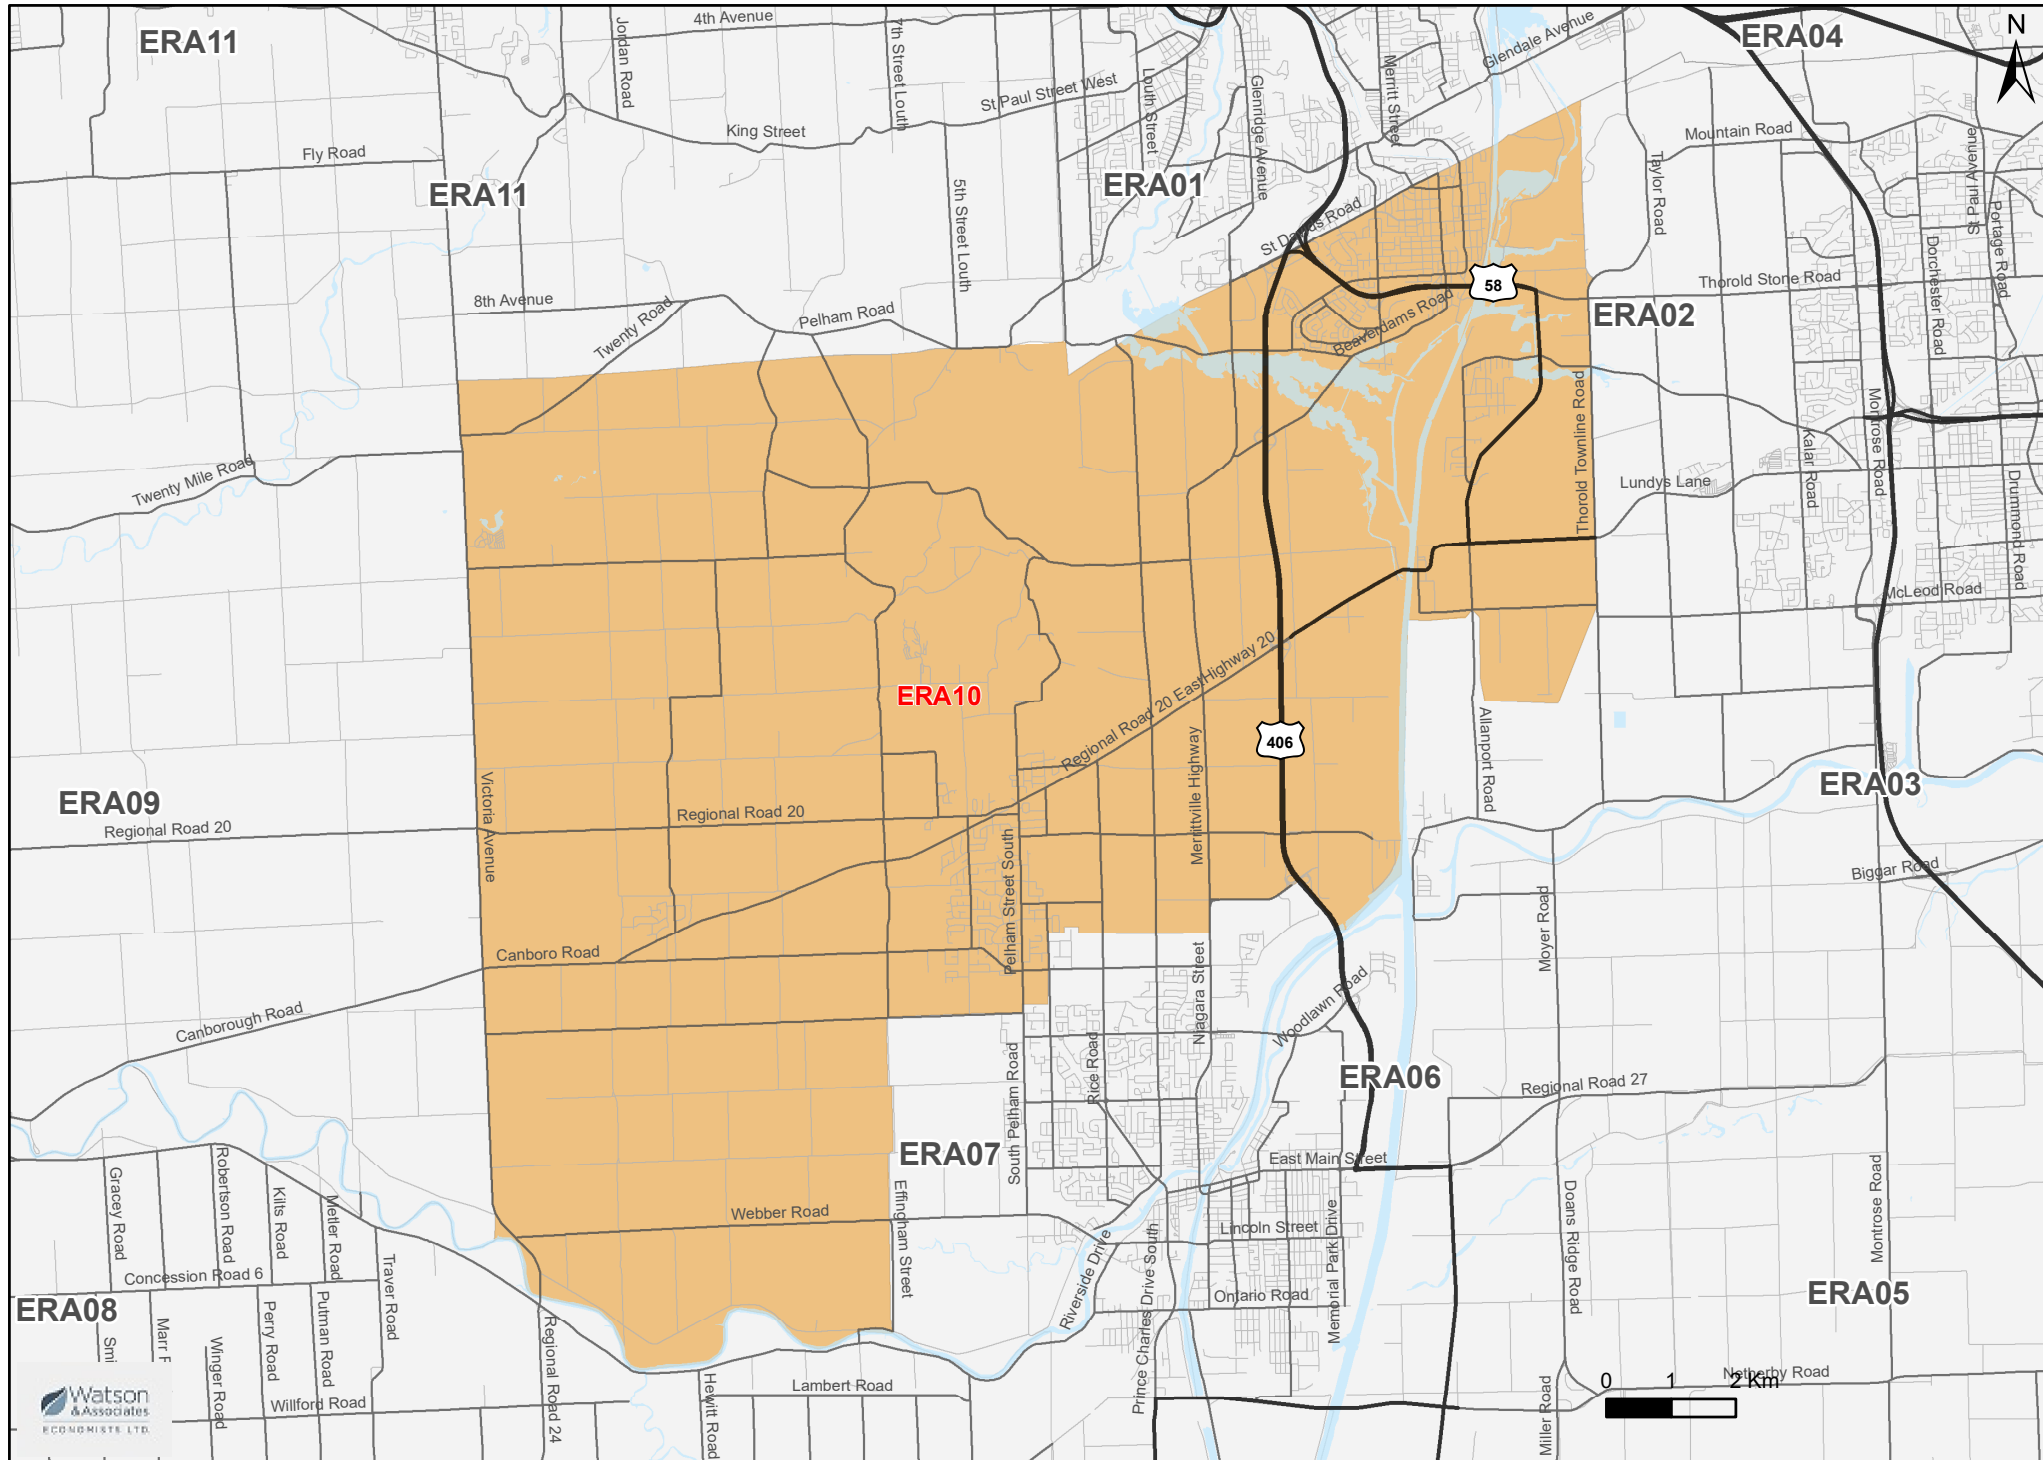 ERA11
4th Avenue
Jordan Road
7th Street Louth
St Paul Street West
Louth Street
Glenridge Avenue
Merritt Street
Glendale Avenue
ERA04
N
King Street
Fly Road
ERA11
ERA01
5th Street Louth
Mountain Road
Taylor Road
St Paul Avenue
Portage Road
Dorchester Road
St Davids Road
58
Thorold Stone Road
ERA02
8th Avenue
Twenty Road
Pelham Road
Beaverdams Road
Thorold Townline Road
Montrose Road
Kalar Road
Drummond Road
Twenty Mile Road
Lundys Lane
McLeod Road
ERA10
Regional Road 20 East
Highway 20
406
Merrittville Highway
Allanport Road
ERA09
Regional Road 20
Victoria Avenue
Regional Road 20
Pelham Street South
ERA03
Biggar Road
Moyer Road
Canboro Road
Canborough Road
Niagara Street
Woodlawn Road
South Pelham Road
Rice Road
ERA06
Regional Road 27
ERA07
East Main Street
Gracey Road
Robertson Road
Kilts Road
Metler Road
Traver Road
Webber Road
Effingham Street
Lincoln Street
Memorial Park Drive
Doans Ridge Road
Montrose Road
Riverside Drive
Prince Charles Drive South
Ontario Road
Concession Road 6
ERA08
ERA05
Marr
Winger Road
Perry Road
Putman Road
Regional Road 24
Hewitt Road
Lambert Road
Willford Road
Miller Road
Netherby Road
0 1 2 Km
Watson
& Associates
ECONOMISTS LTD.